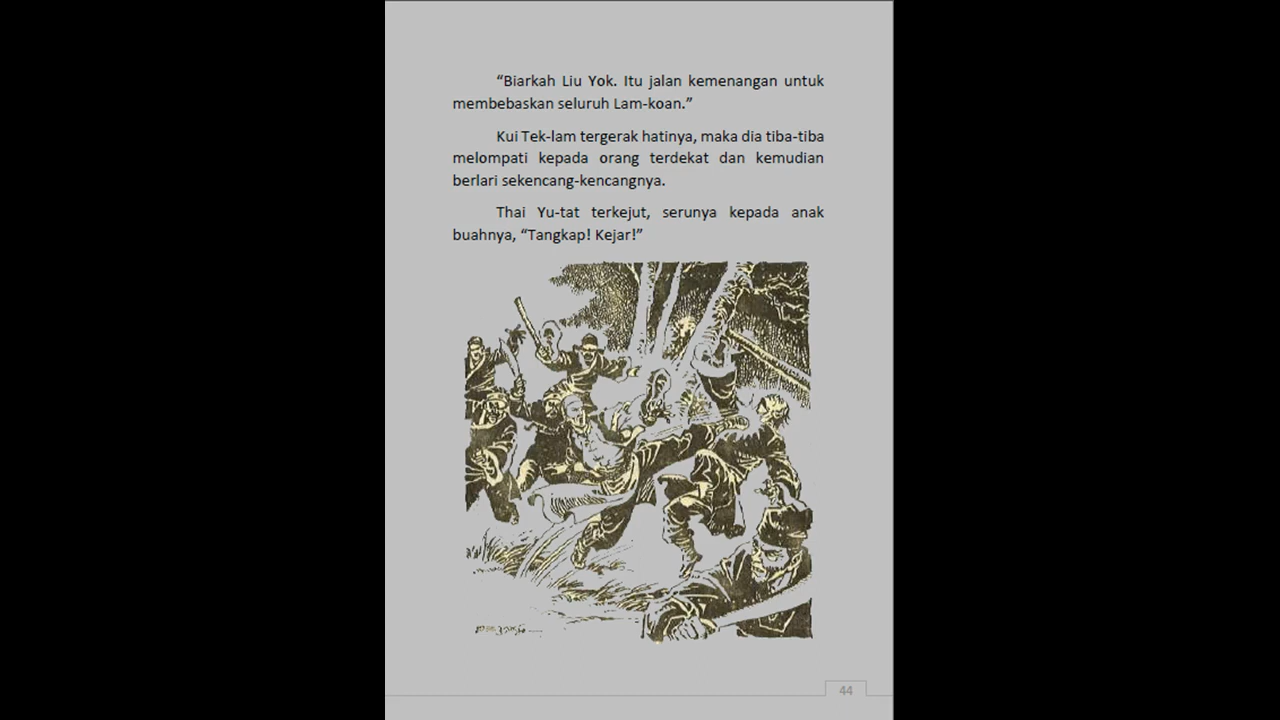 “Biarkah Liu Yok. Itu jalan kemenangan untuk
membebaskan seluruh Lam-koan.”
Kui Tek-lam tergerak hatinya, maka dia tiba-tiba
melompati kepada orang terdekat dan kemudian
berlari sekencang-kencangnya.
Thai Yu-tat terkejut, serunya kepada anak
buahnya, “Tangkap! Kejar!”
44